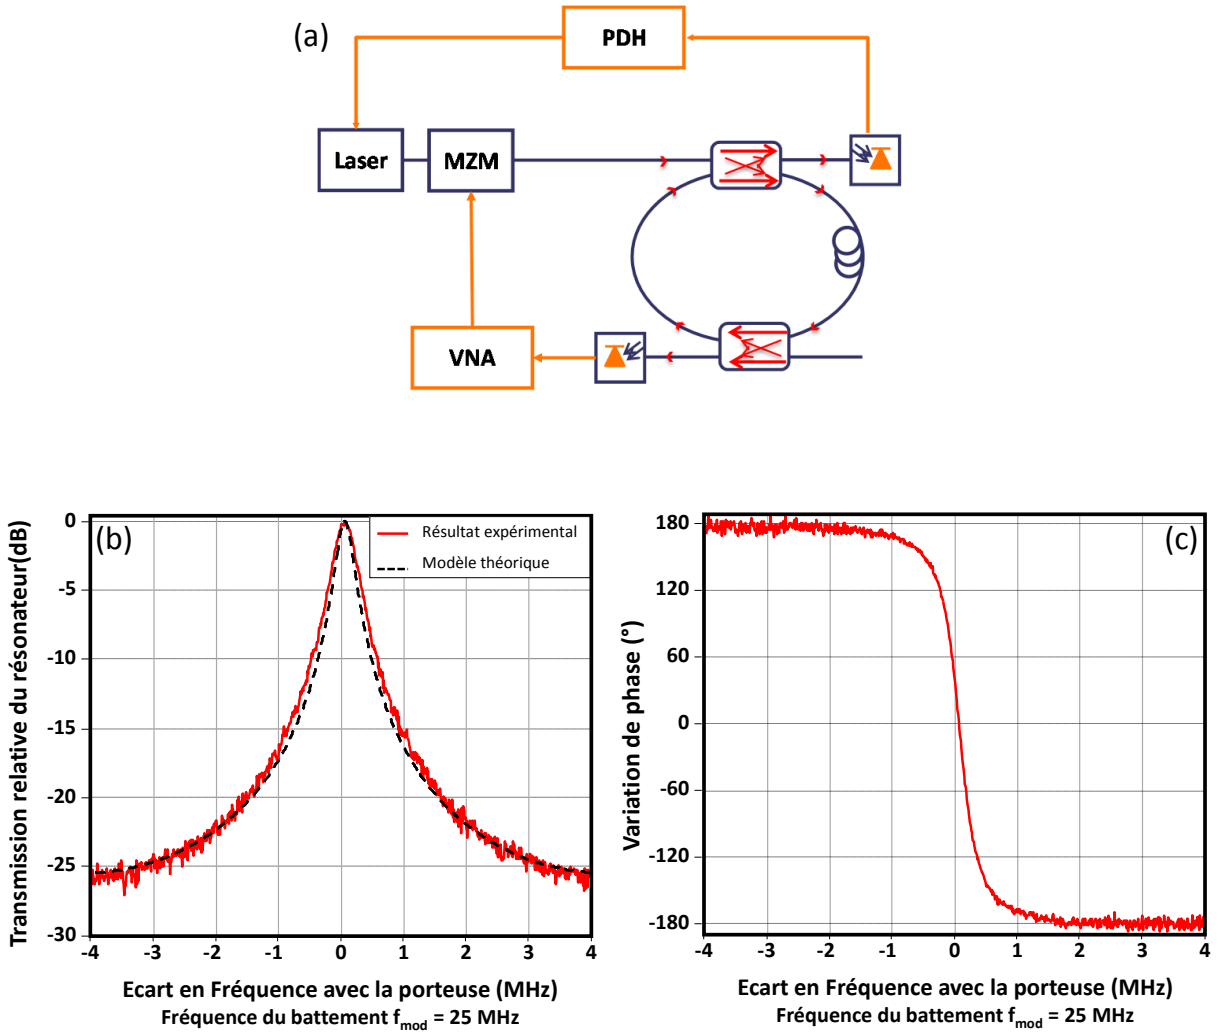 (a)
PDH
Laser
MZM
VNA
(b)
Transmission relative du résonateur(dB)
0
-5
-10
-15
-20
-25
-30
-4
-3
-2
-1
0
1
2
3
4
Résultat expérimental
Modèle théorique
Ecart en Fréquence avec la porteuse (MHz)
Fréquence du battement fmod = 25 MHz
(c)
Variation de phase (°)
180
120
60
0
-60
-120
-180
-4
-3
-2
-1
0
1
2
3
4
Ecart en Fréquence avec la porteuse (MHz)
Fréquence du battement fmod = 25 MHz